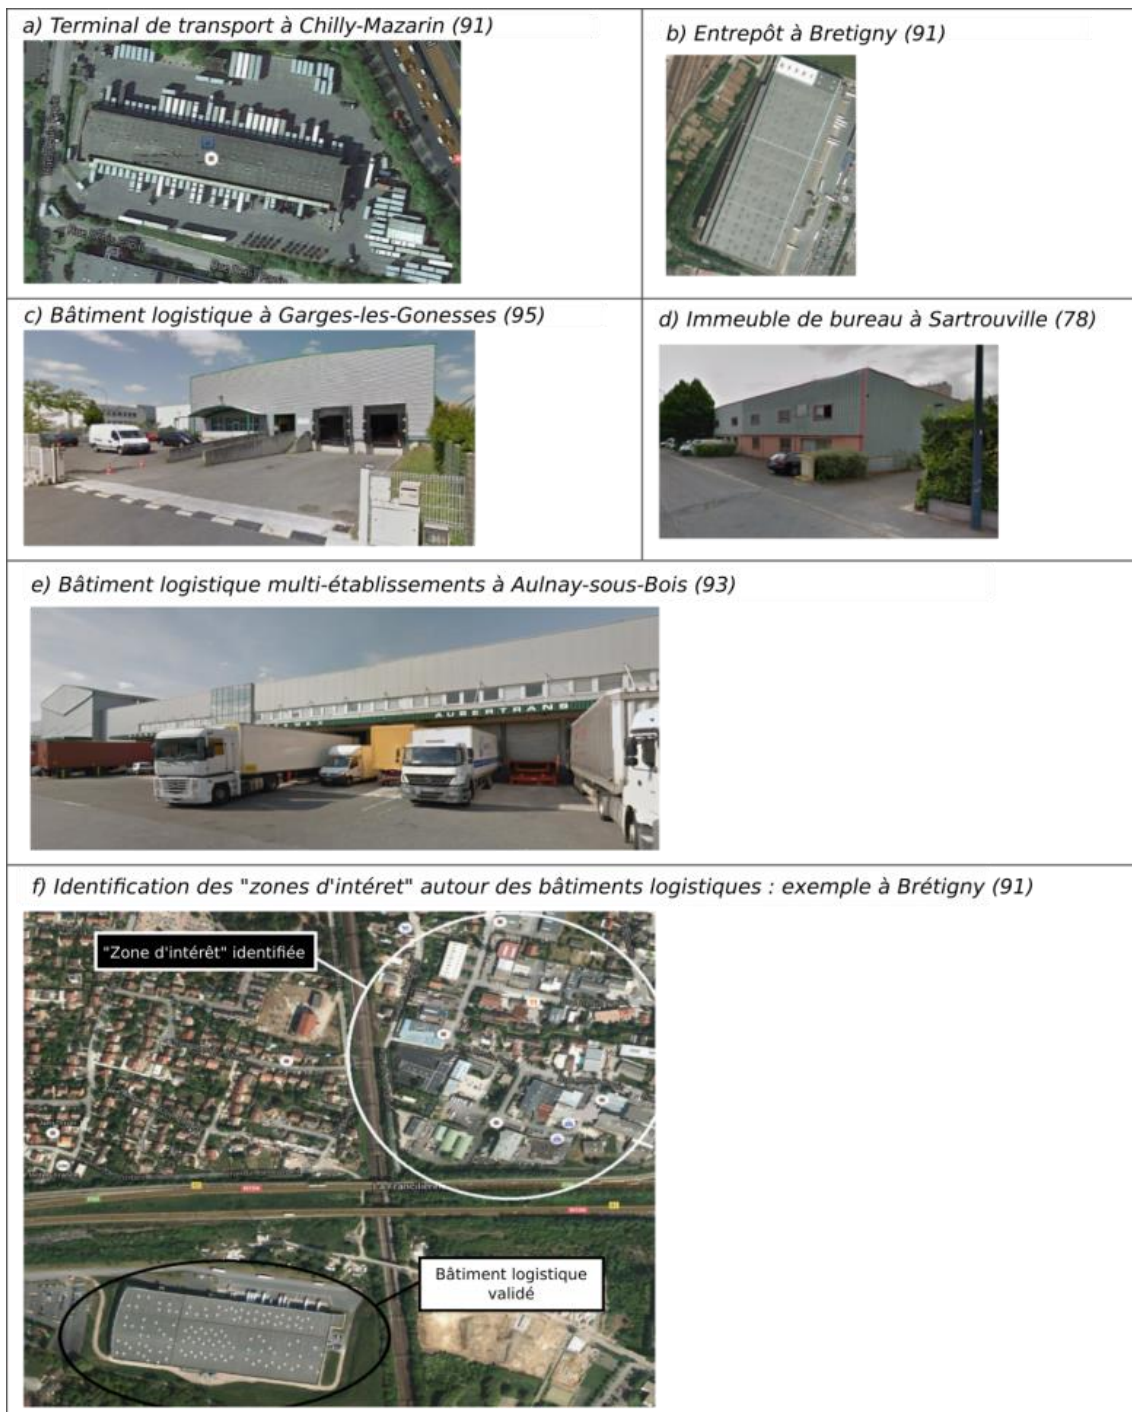 a) Terminal de transport à Chilly-Mazarin (91)
b) Entrepôt à Bretigny (91)
c) Bâtiment logistique à Garges-les-Gonesses (95)
d) Immeuble de bureau à Sartrouville (78)
e) Bâtiment logistique multi-établissements à Aulnay-sous-Bois (93)
AUBERTRANS
f) Identification des "zones d'intéret" autour des bâtiments logistiques : exemple à Brétigny (91)
"Zone d'intérêt" identifiée
La Francilienne
Bâtiment logistique
validé